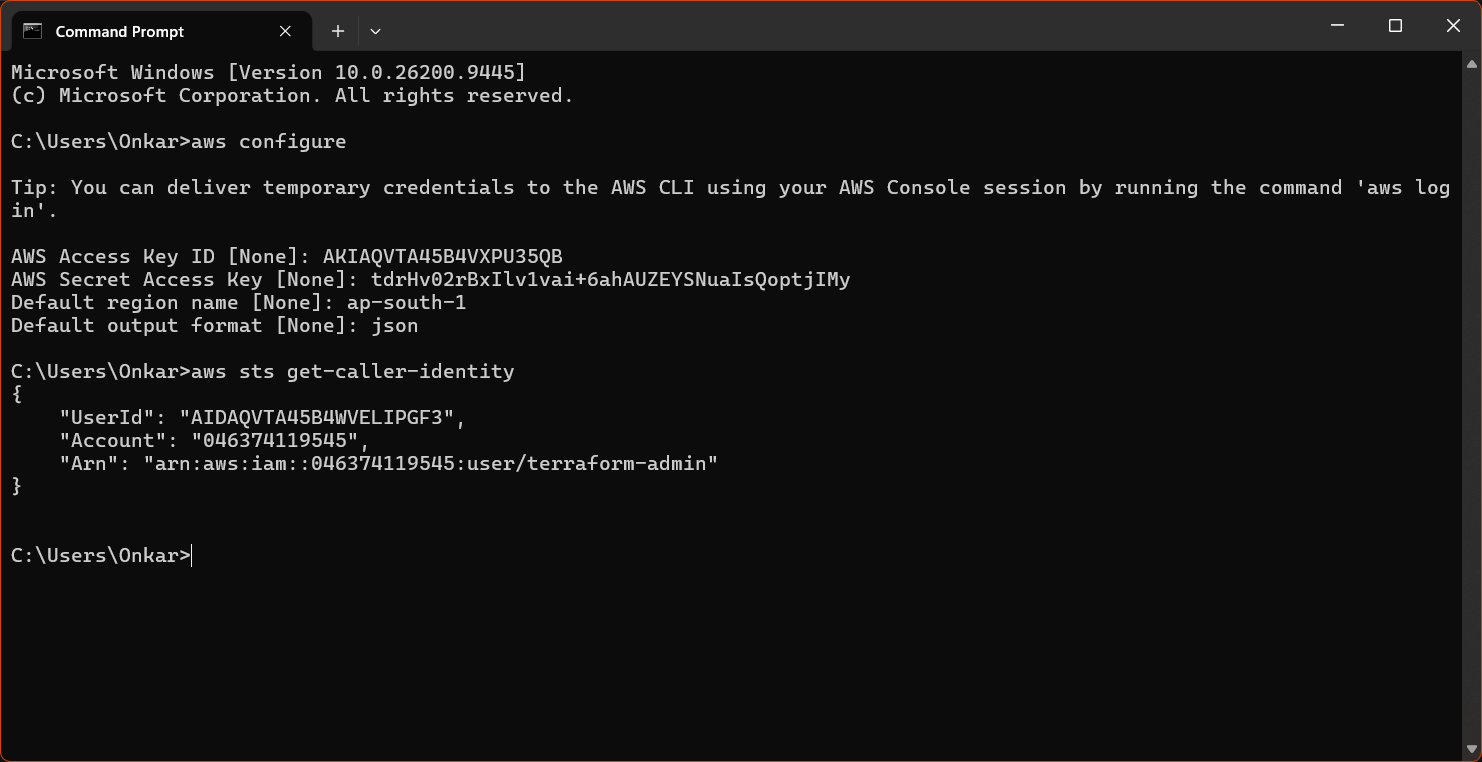 Command Prompt
Microsoft Windows [Version 10.0.26200.9445]
(c) Microsoft Corporation. All rights reserved.
C:\Users\Onkar>aws configure
Tip: You can deliver temporary credentials to the AWS CLI using your AWS Console session by running the command 'aws log
in'.
AWS Access Key ID [None]: AKIAQVTA45B4VXPU35QB
AWS Secret Access Key [None]: tdrHv02rBxIlv1vai+6ahAUZEYSNuaIsQoptjIMy
Default region name [None]: ap-south-1
Default output format [None]: json
C:\Users\Onkar>aws sts get-caller-identity
{
    "UserId": "AIDAQVTA45B4WVELIPGF3",
    "Account": "046374119545",
    "Arn": "arn:aws:iam::046374119545:user/terraform-admin"
}
C:\Users\Onkar>